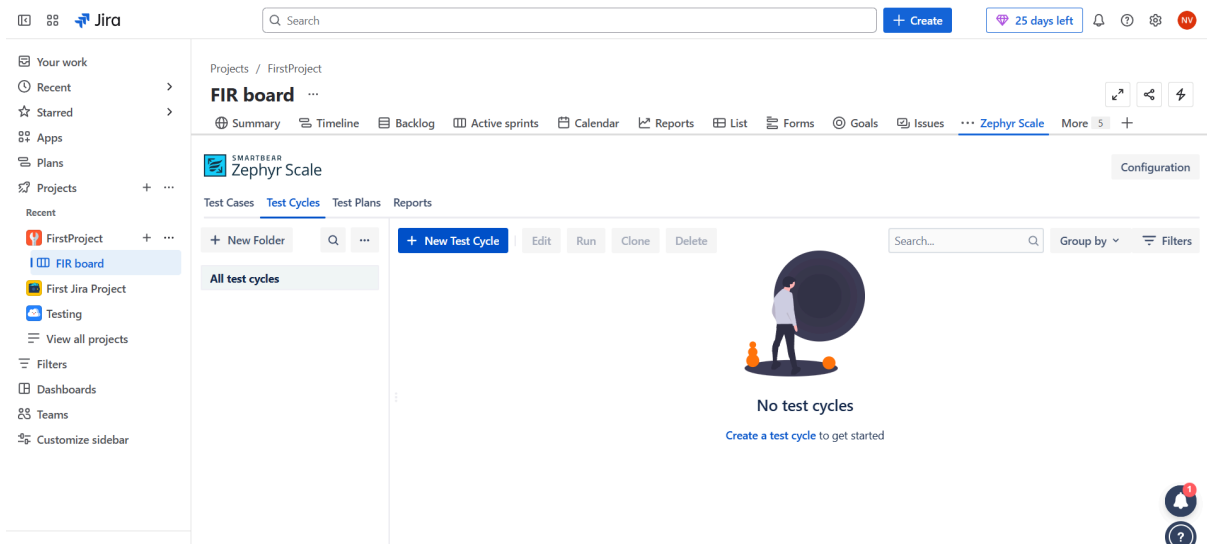 Jira
Search
+ Create
25 days left
NV
Your work
Recent
Starred
Apps
Plans
Projects
Recent
FirstProject
FIR board
First Jira Project
Testing
View all projects
Filters
Dashboards
Teams
Customize sidebar
Projects / FirstProject
FIR board ...
Summary Timeline Backlog Active sprints Calendar Reports List Forms Goals Issues Zephyr Scale More 5 +
SMARTBEAR
Zephyr Scale
Configuration
Test Cases Test Cycles Test Plans Reports
+ New Folder
All test cycles
+ New Test Cycle Edit Run Clone Delete Search... Group by Filters
No test cycles
Create a test cycle to get started
1
?